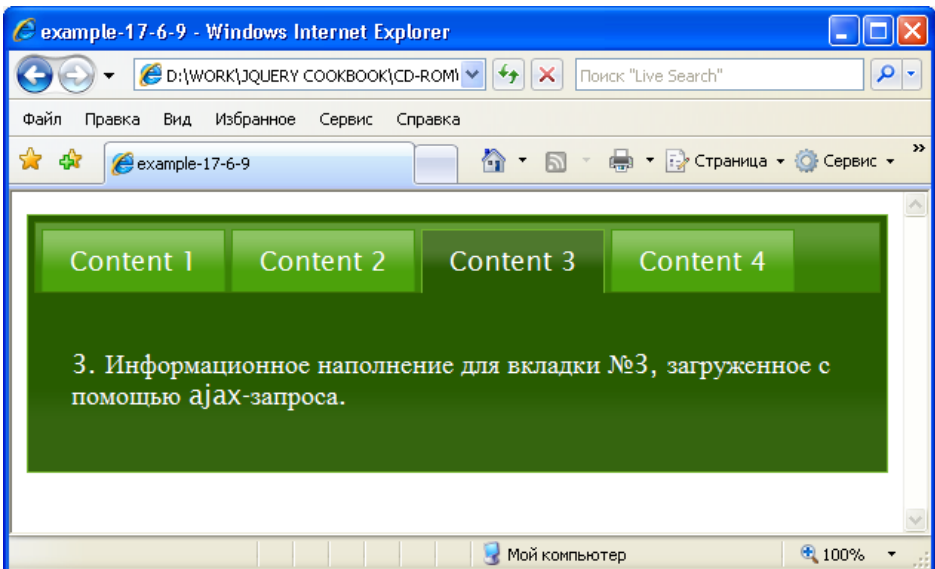 example-17-6-9 - Windows Internet Explorer
D:\WORK\JQUERY COOKBOOK\CD-ROM\
Поиск "Live Search"
Файл Правка Вид Избранное Сервис Справка
example-17-6-9
Страница Сервис »
Content 1 Content 2 Content 3 Content 4
3. Информационное наполнение для вкладки №3, загруженное с
помощью ajax-запроса.
Мой компьютер 100%